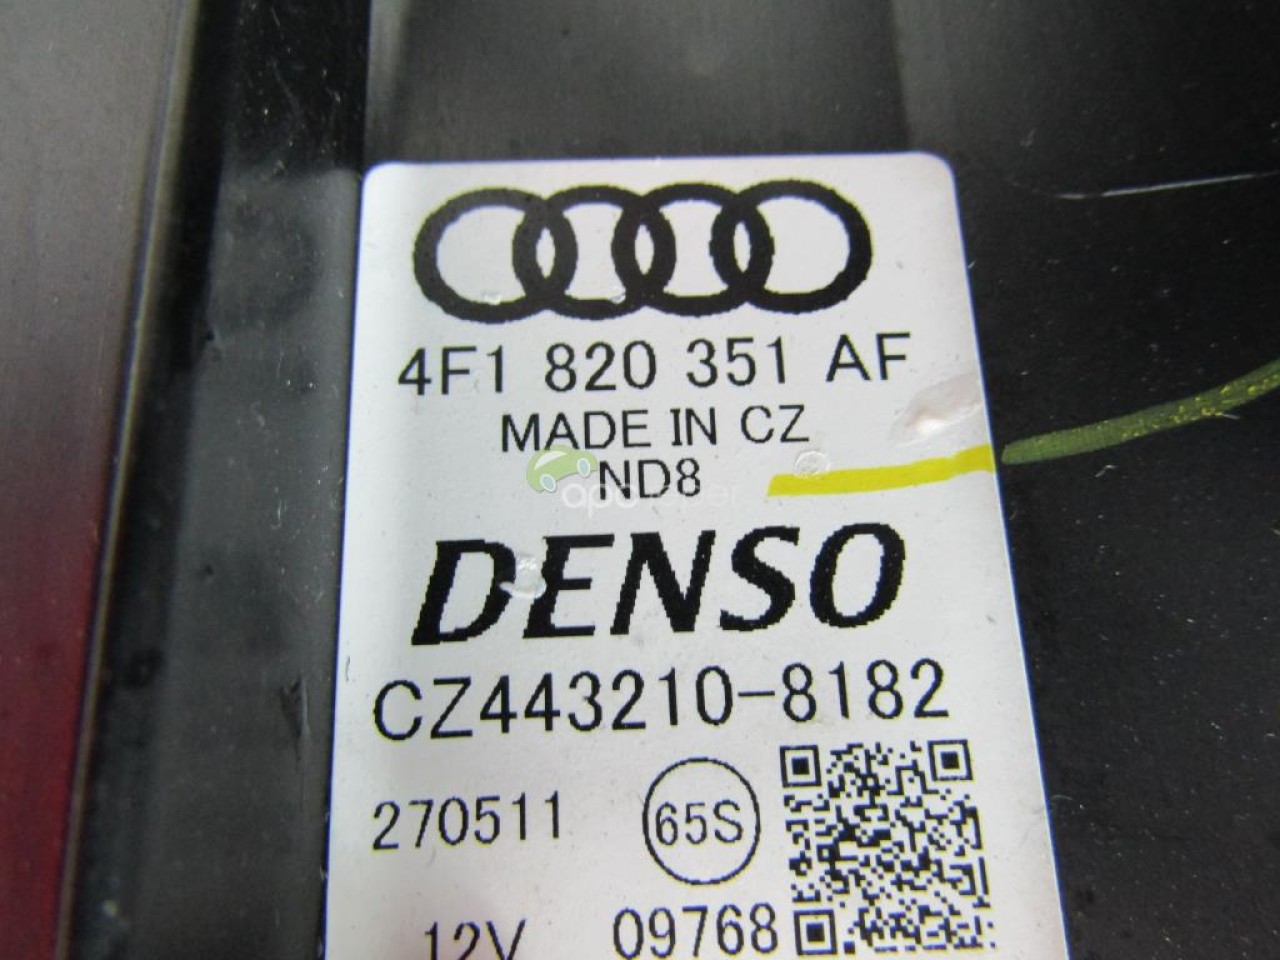 4F1 820 351 AF
MADE IN CZ
ND8
DENSO
CZ443210-8182
270511
65S
12V
09768